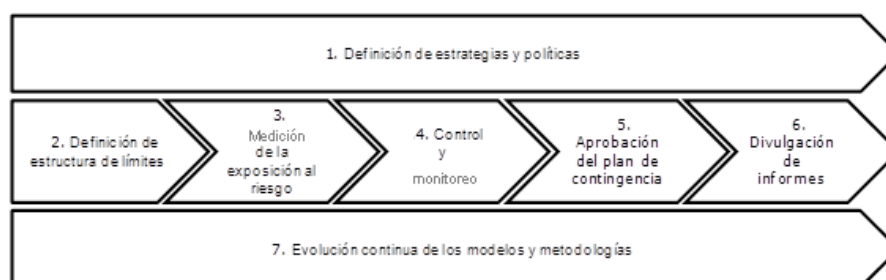 1. Definición de estrategias y políticas
2. Definición de
estructura de límites
3.
Medición
de la
exposición al
riesgo
4. Control
y
monitoreo
5.
Aprobación
del plan de
contingencia
6.
Divulgación
de
informes
7. Evolución continua de los modelos y metodologías